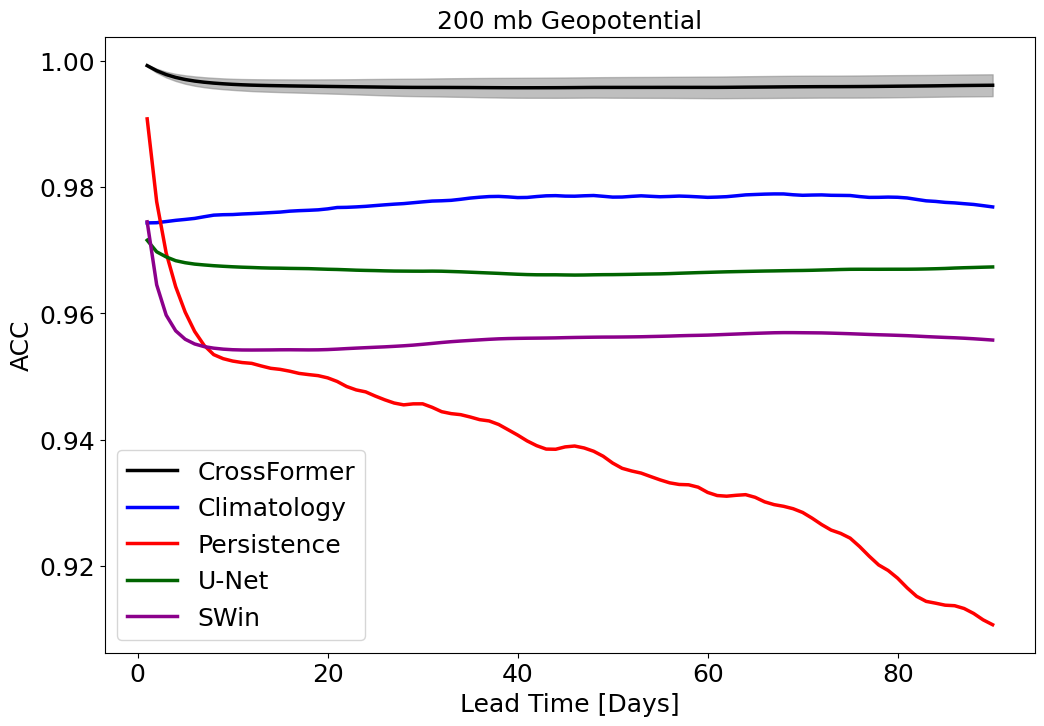 200 mb Geopotential
1.00
0.98
0.96
0.94
0.92
ACC
CrossFormer
Climatology
Persistence
U-Net
SWin
0 20 40 60 80
Lead Time [Days]